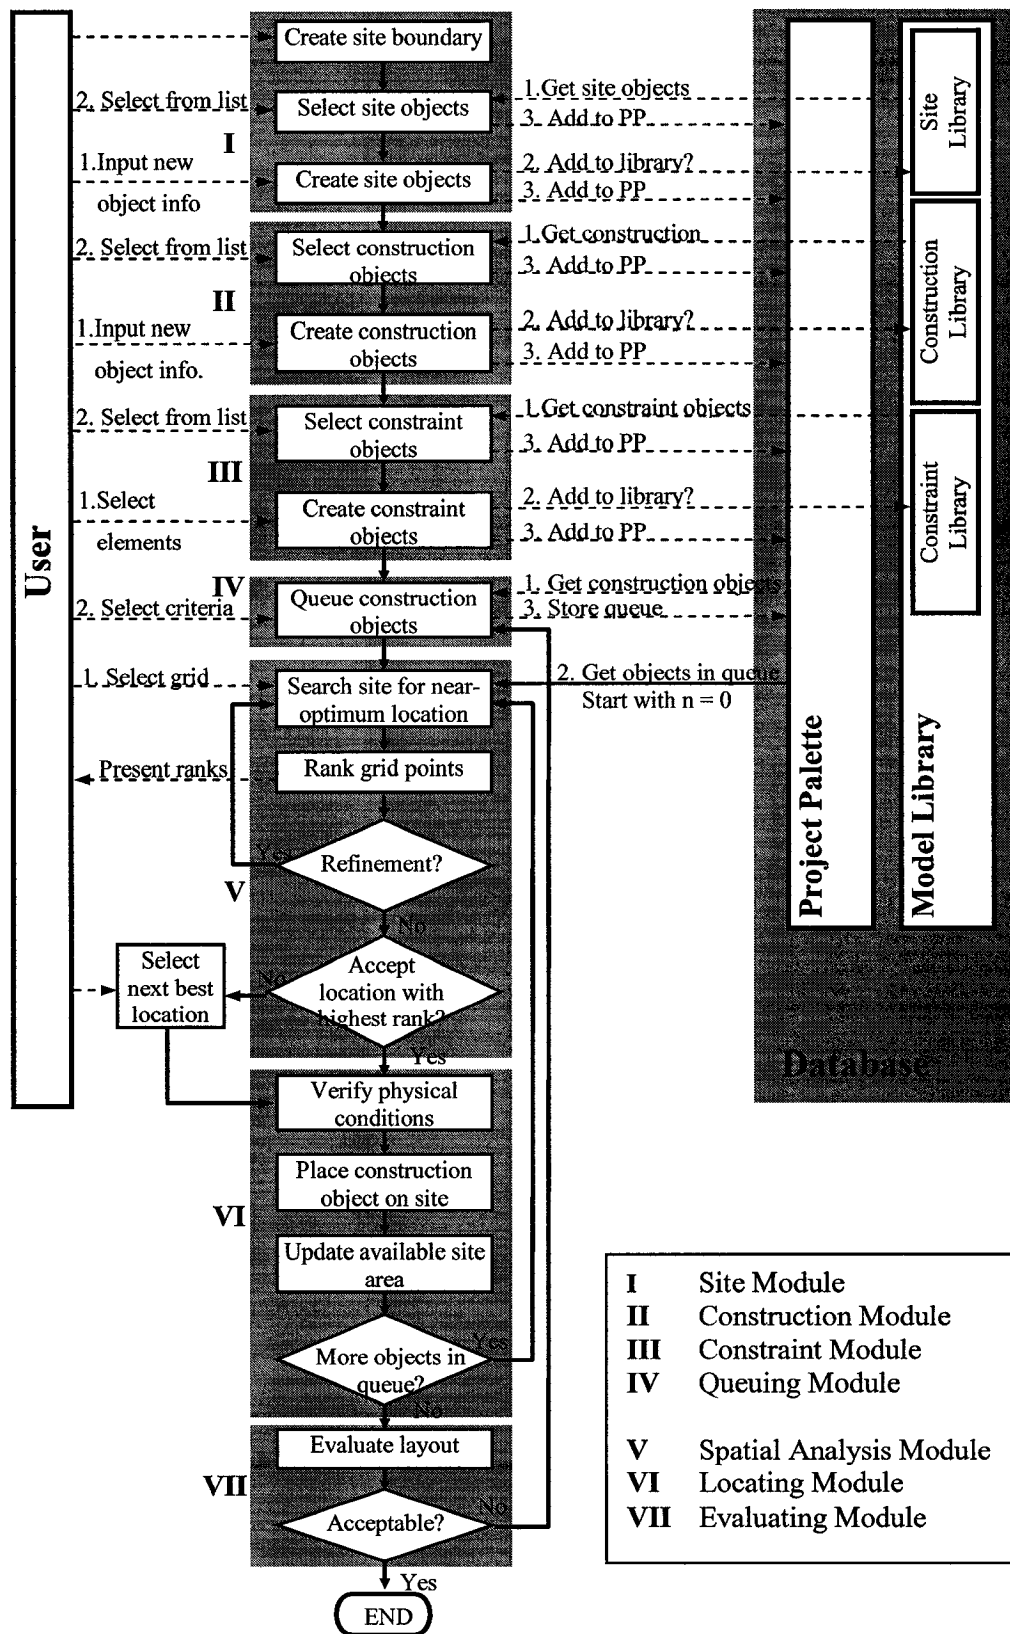 Create site boundary
2. Select from list
Select site objects
1.Get site objects
3. Add to PP
I
1.Input new
object info
Create site objects
2. Add to library?
3. Add to PP
Site
Library
2. Select from list
Select construction
objects
1.Get construction
3. Add to PP
II
1.Input new
object info.
Create construction
objects
2. Add to library?
3. Add to PP
Construction
Library
2. Select from list
Select constraint
objects
1.Get constraint objects
3. Add to PP
III
1.Select
elements
Create constraint
objects
2. Add to library?
3. Add to PP
Constraint
Library
User
IV
2. Select criteria
Queue construction
objects
1. Get construction objects
3. Store queue
1. Select grid
Search site for near-
optimum location
2. Get objects in queue
Start with n = 0
Present ranks
Rank grid points
Project Palette
Model Library
Yes
Refinement?
V
No
Select
next best
location
No
Accept
location with
highest rank?
Yes
Database
Verify physical
conditions
Place construction
object on site
VI
Update available site
area
Yes
More objects in
queue?
No
Evaluate layout
VII
No
Acceptable?
Yes
END
I Site Module
II Construction Module
III Constraint Module
IV Queuing Module
V Spatial Analysis Module
VI Locating Module
VII Evaluating Module